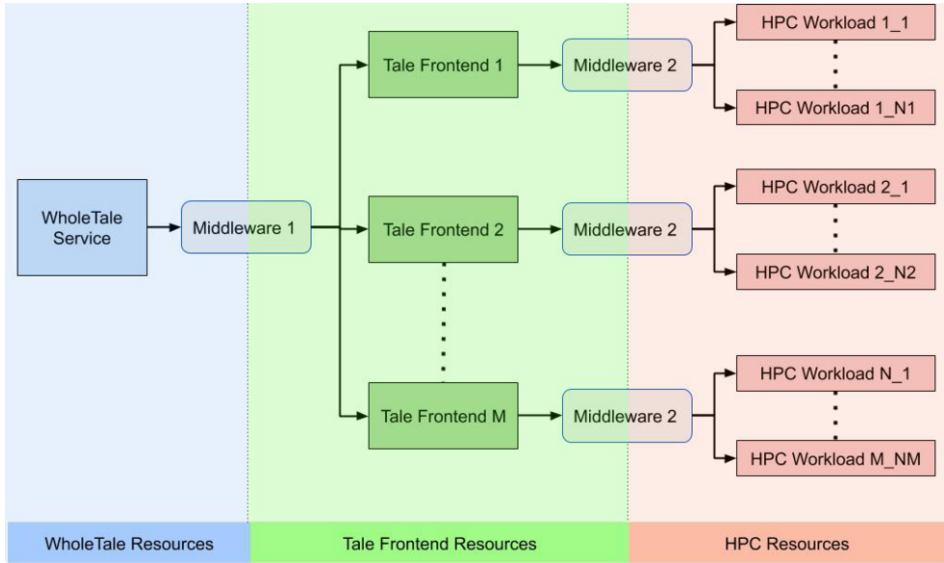 HPC Workload 1_1
Tale Frontend 1
Middleware 2
HPC Workload 1_N1
HPC Workload 2_1
WholeTale
Service
Middleware 1
Tale Frontend 2
Middleware 2
HPC Workload 2_N2
HPC Workload N_1
Tale Frontend M
Middleware 2
HPC Workload M_NM
WholeTale Resources
Tale Frontend Resources
HPC Resources